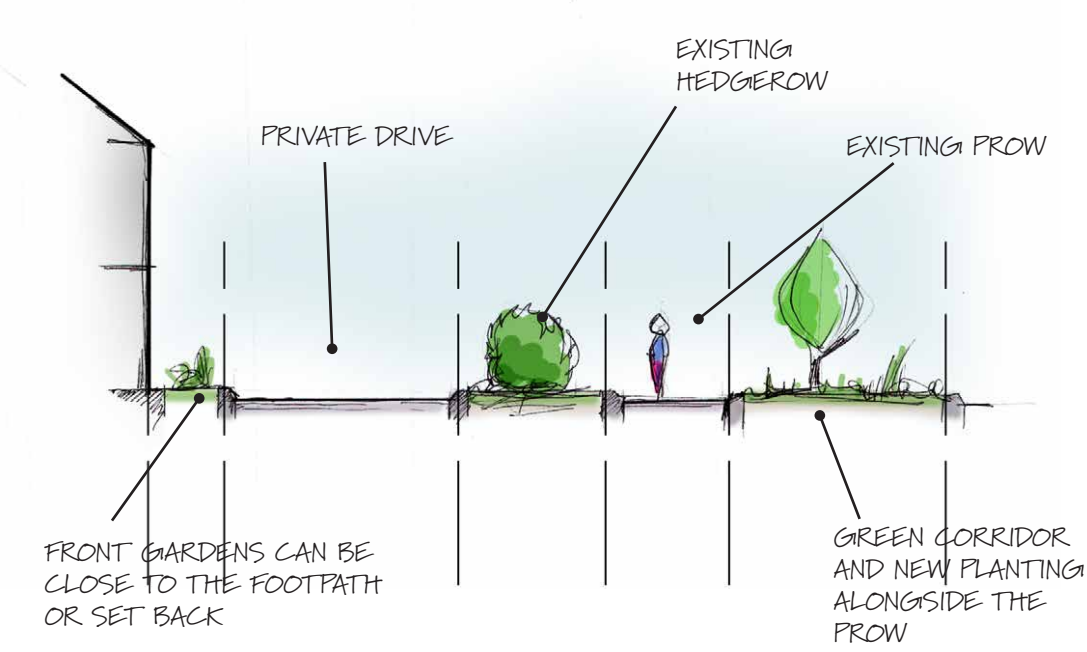 EXISTING
HEDGEROW
PRIVATE DRIVE
EXISTING PROW
FRONT GARDENS CAN BE
CLOSE TO THE FOOTPATH
OR SET BACK
GREEN CORRIDOR
AND NEW PLANTING
ALONGSIDE THE
PROW